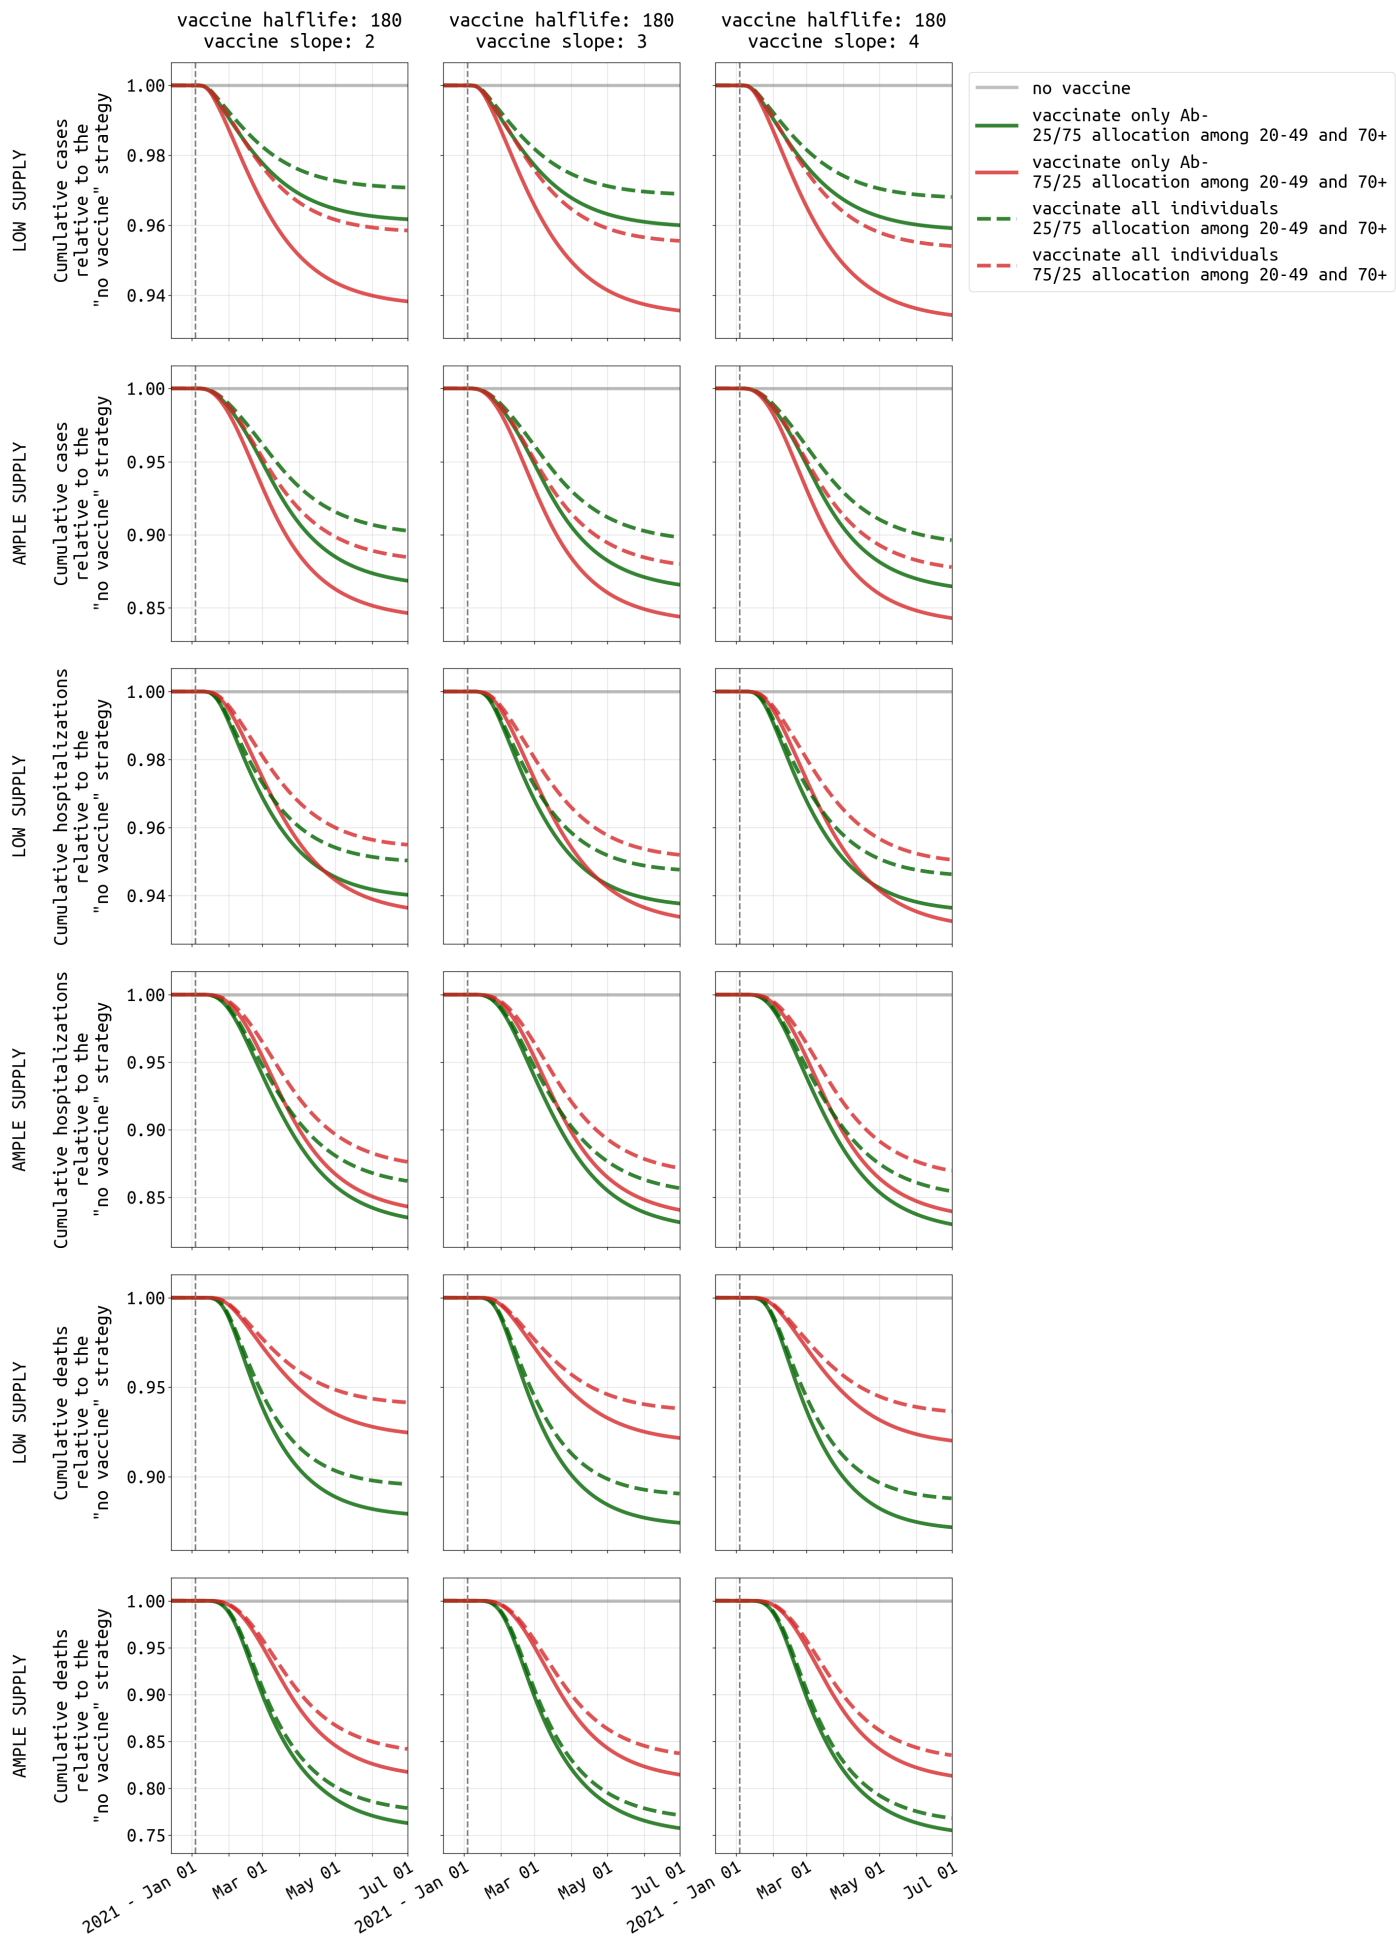 vaccine halflife: 180
vaccine slope: 2
vaccine halflife: 180
vaccine slope: 3
vaccine halflife: 180
vaccine slope: 4
no vaccine
vaccinate only Ab-
25/75 allocation among 20-49 and 70+
vaccinate only Ab-
75/25 allocation among 20-49 and 70+
vaccinate all individuals
25/75 allocation among 20-49 and 70+
vaccinate all individuals
75/25 allocation among 20-49 and 70+
LOW SUPPLY
Cumulative cases
relative to the
"no vaccine" strategy
1.00
0.98
0.96
0.94
AMPLE SUPPLY
Cumulative cases
relative to the
"no vaccine" strategy
1.00
0.95
0.90
0.85
LOW SUPPLY
Cumulative hospitalizations
relative to the
"no vaccine" strategy
1.00
0.98
0.96
0.94
AMPLE SUPPLY
Cumulative hospitalizations
relative to the
"no vaccine" strategy
1.00
0.95
0.90
0.85
LOW SUPPLY
Cumulative deaths
relative to the
"no vaccine" strategy
1.00
0.95
0.90
AMPLE SUPPLY
Cumulative deaths
relative to the
"no vaccine" strategy
1.00
0.95
0.90
0.85
0.80
0.75
2021 - Jan 01
Mar 01
May 01
Jul 01
2021 - Jan 01
Mar 01
May 01
Jul 01
2021 - Jan 01
Mar 01
May 01
Jul 01